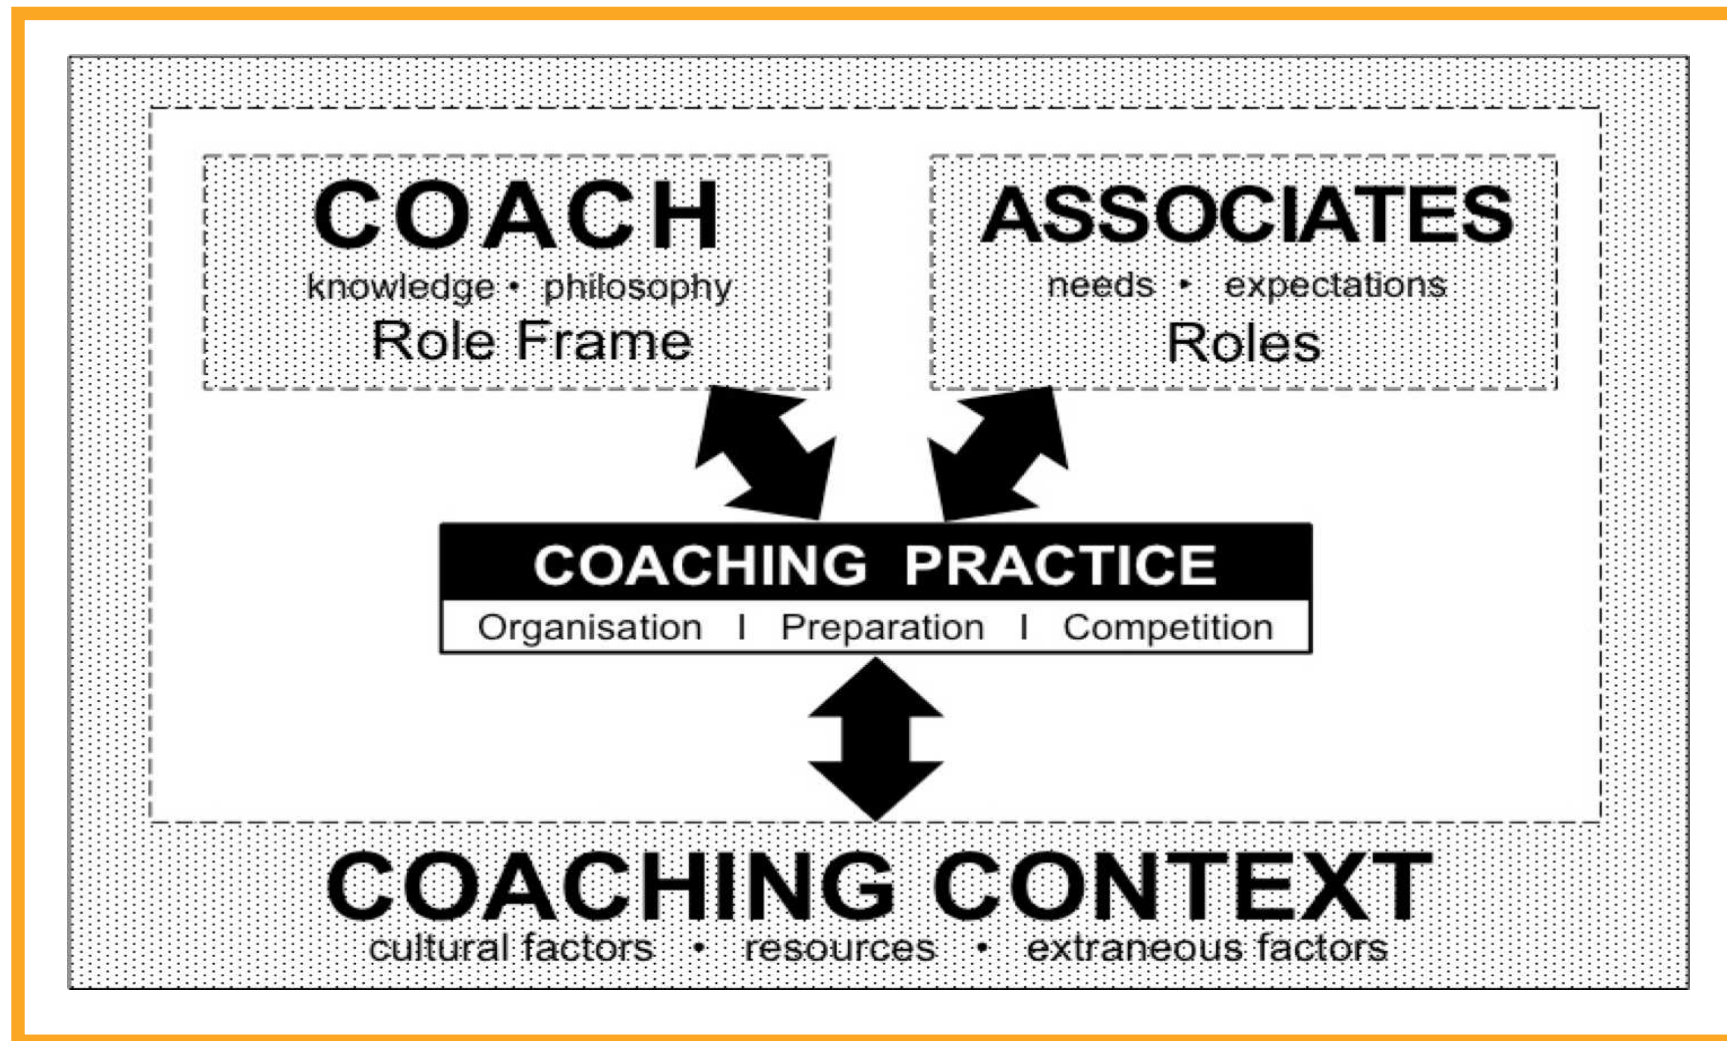 COACH
knowledge • philosophy
Role Frame
ASSOCIATES
needs • expectations
Roles
COACHING PRACTICE
Organisation | Preparation | Competition
COACHING CONTEXT
cultural factors • resources • extraneous factors